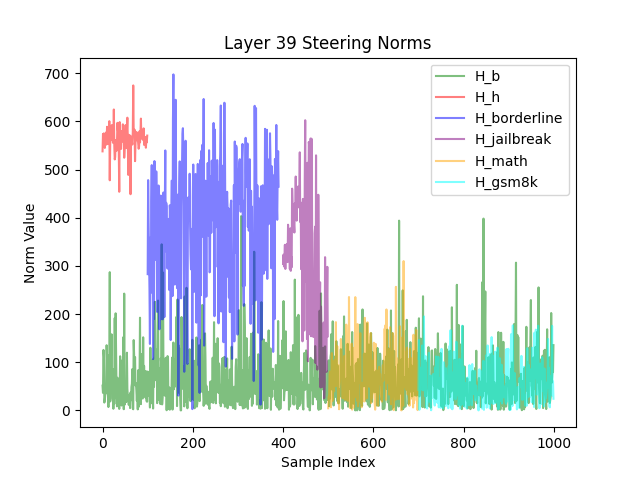 Layer 39 Steering Norms
H_b
H_h
H_borderline
H_jailbreak
H_math
H_gsm8k
Norm Value
700
600
500
400
300
200
100
0
0 200 400 600 800 1000
Sample Index